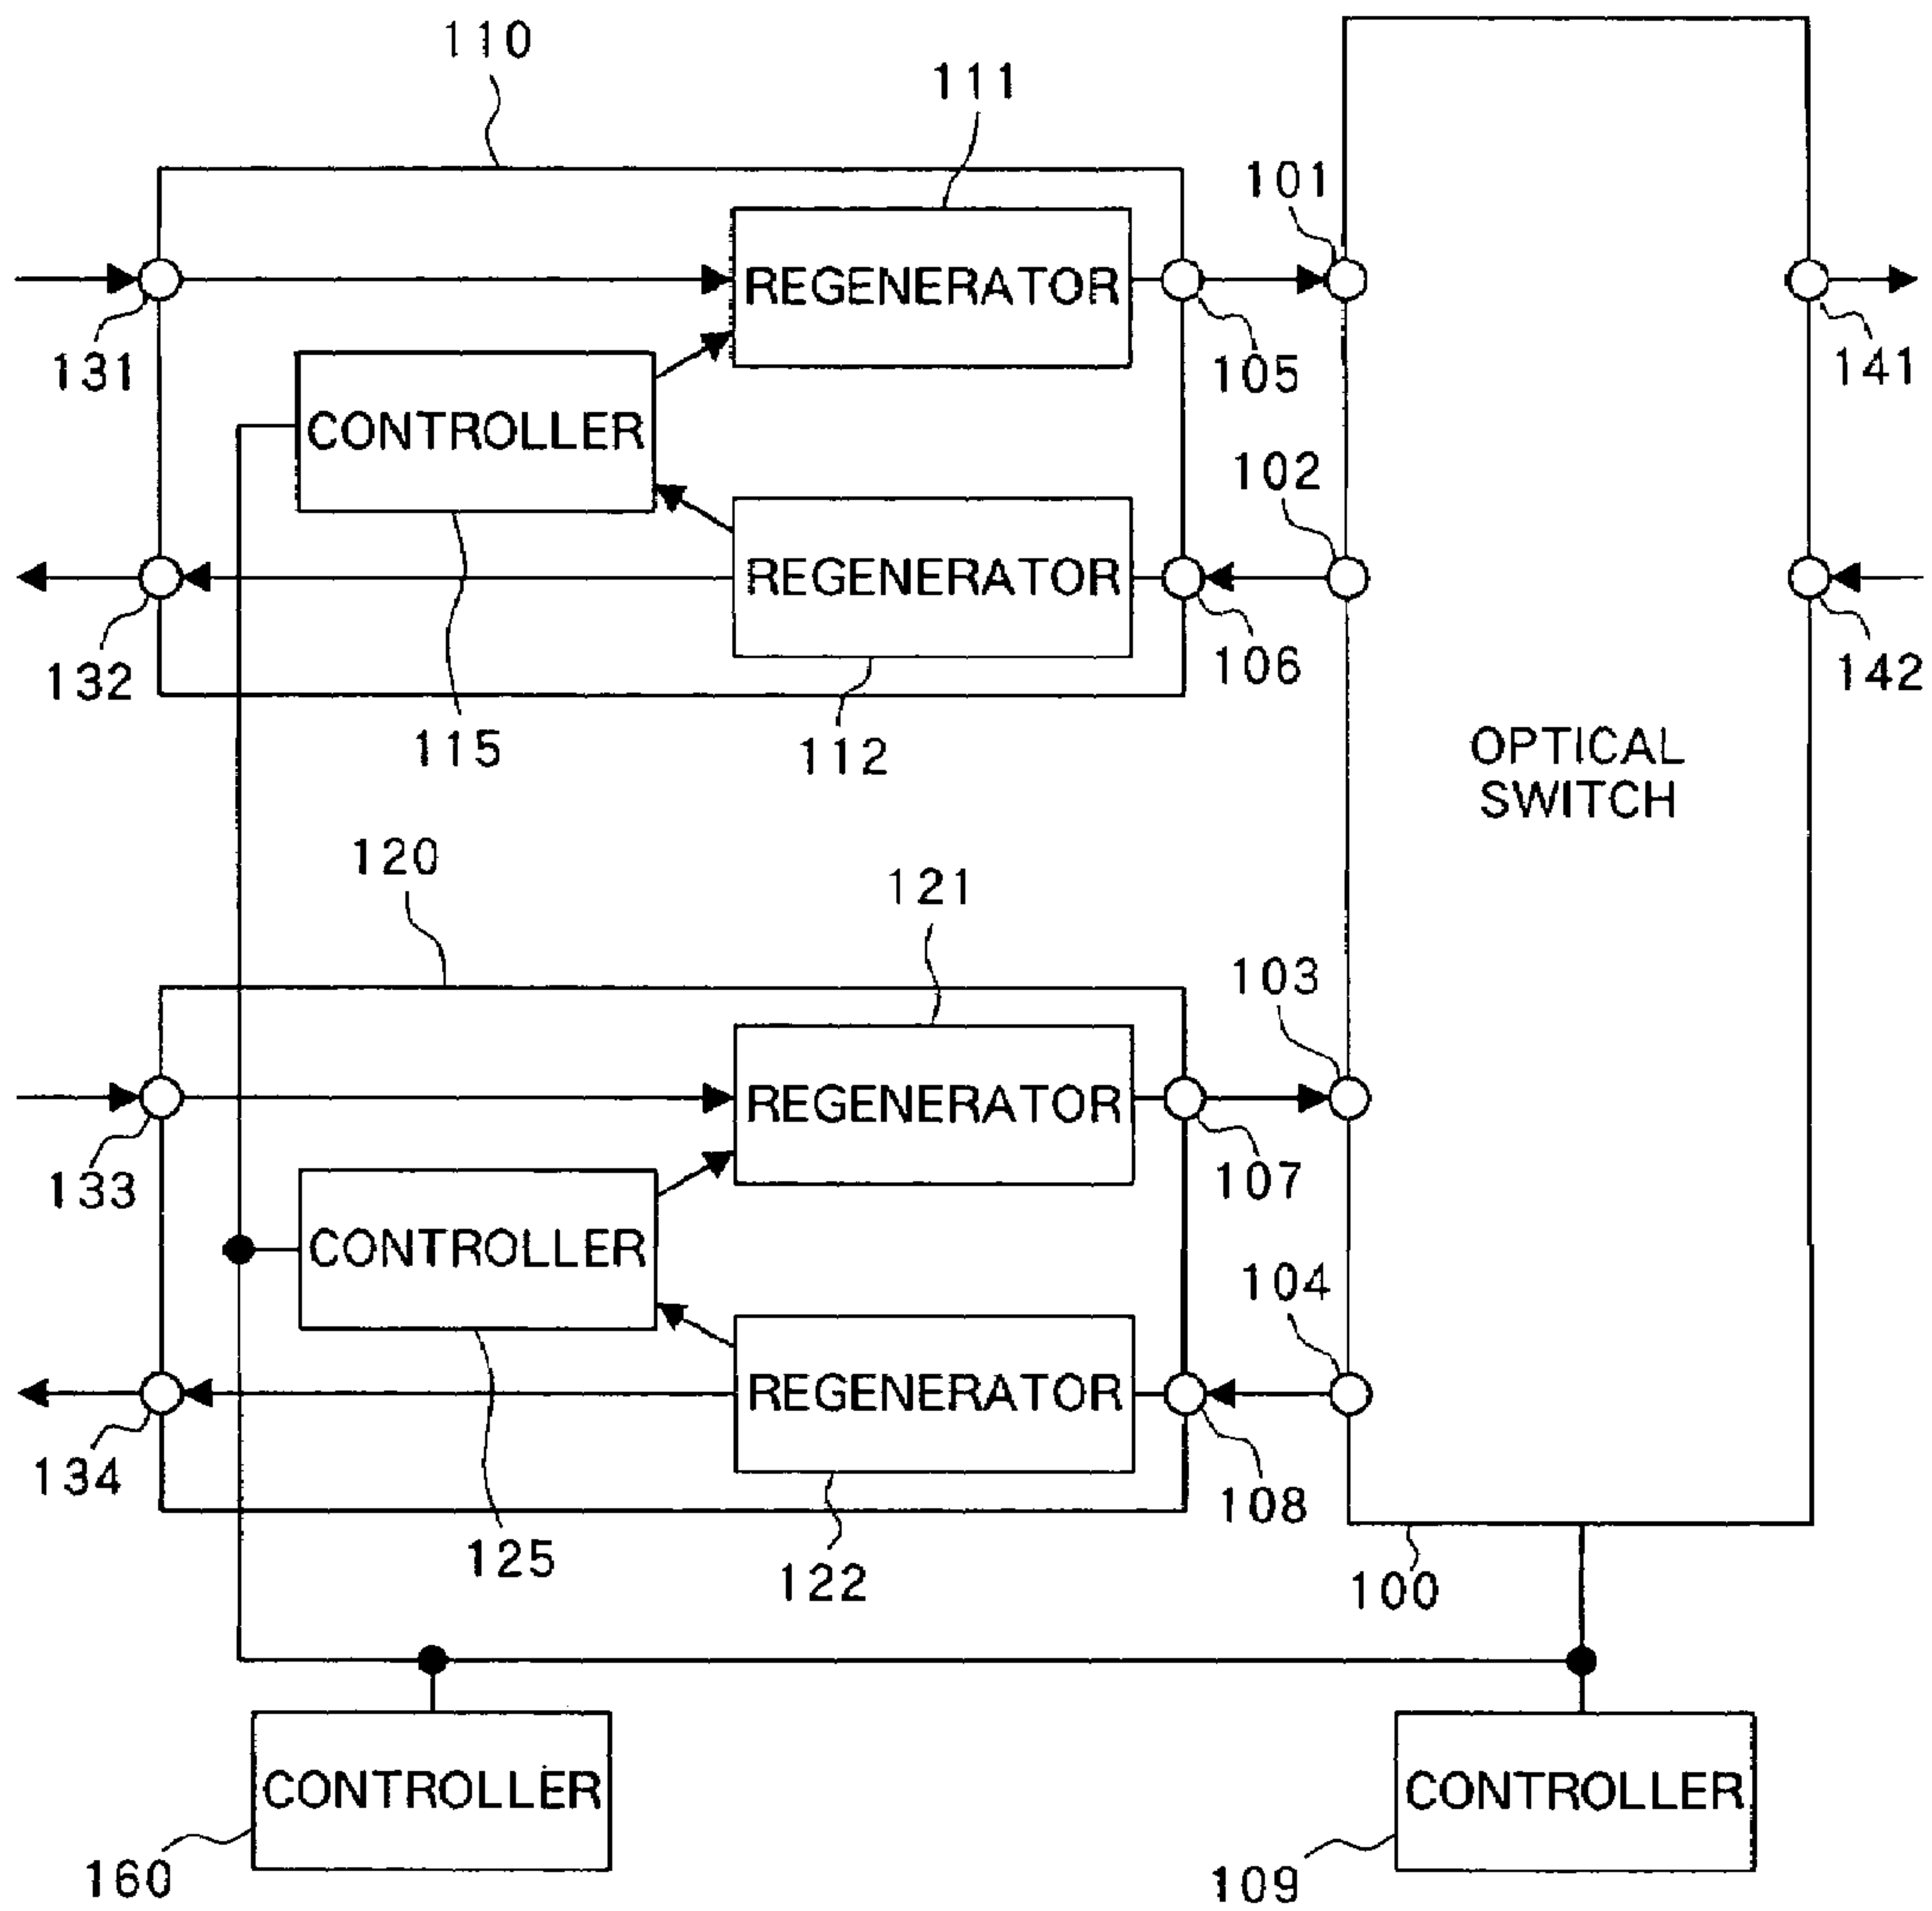 110
111
101
REGENERATOR
131
105
141
CONTROLLER
102
REGENERATOR
132
106
142
115
112
OPTICAL
SWITCH
120
121
103
REGENERATOR
133
107
CONTROLLER
104
REGENERATOR
134
108
125
122
100
CONTROLLER
CONTROLLER
160
109